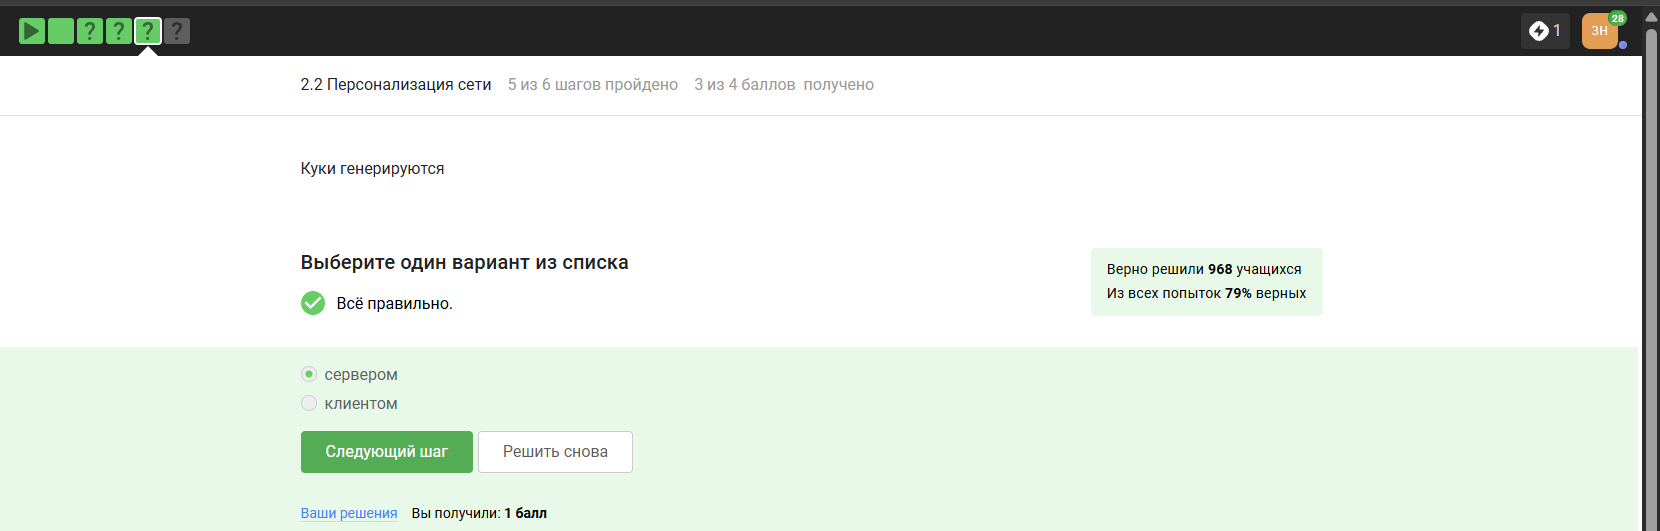 ? ? ? ?
1
ЗН
28
2.2 Персонализация сети 5 из 6 шагов пройдено 3 из 4 баллов получено
Куки генерируются
Выберите один вариант из списка
Всё правильно.
Верно решили 968 учащихся
Из всех попыток 79% верных
сервером
клиентом
Следующий шаг Решить снова
Ваши решения Вы получили: 1 балл